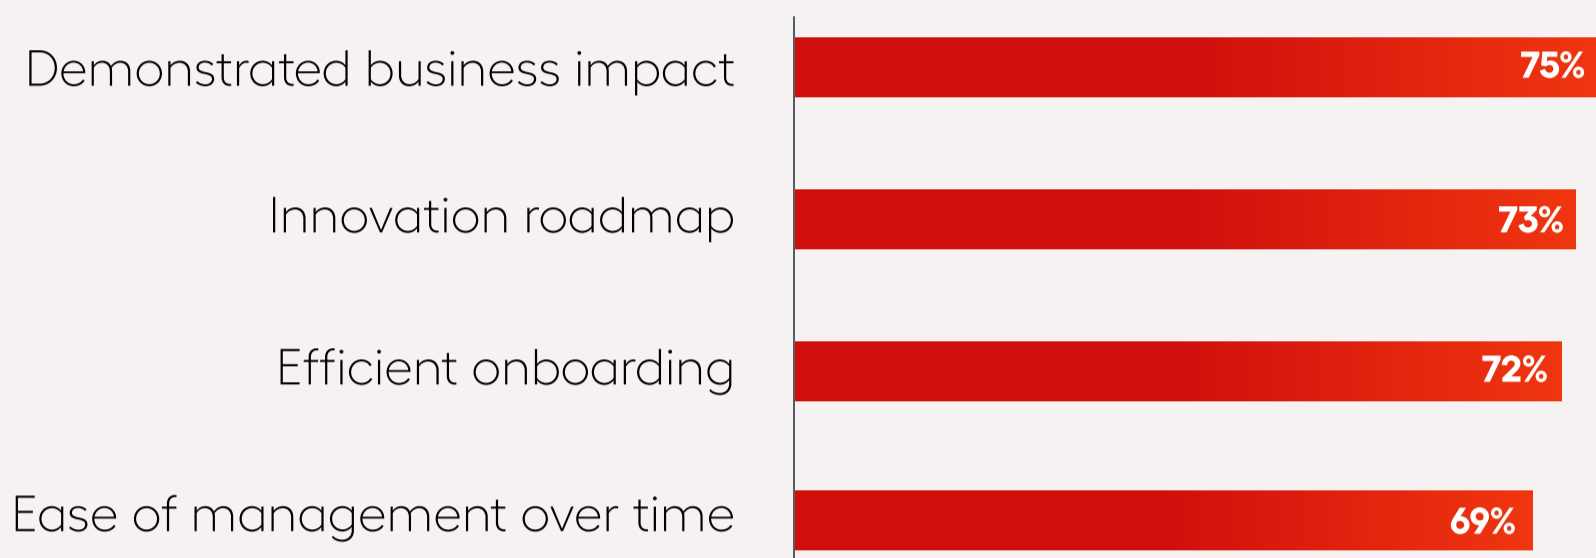 Demonstrated business impact 75%
Innovation roadmap 73%
Efficient onboarding 72%
Ease of management over time 69%